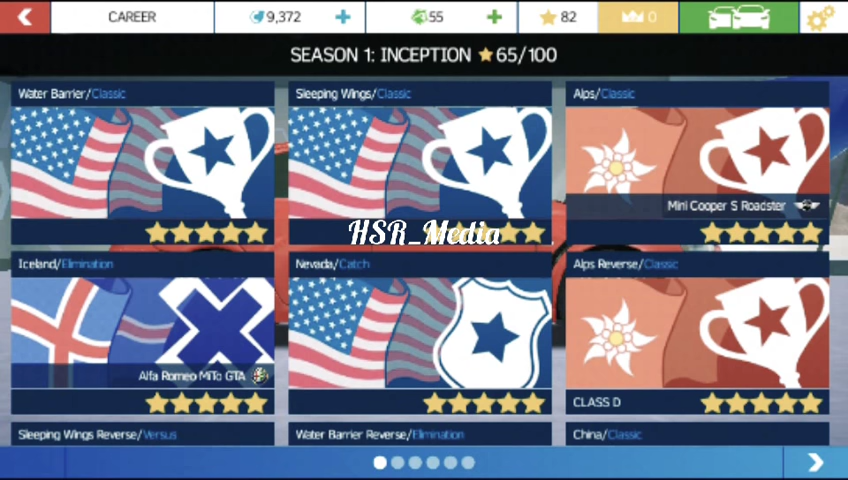 CAREER
9,372
55
82
0
SEASON 1: INCEPTION 65/100
Water Barrier/Classic
Sleeping Wings/Classic
Alps/Classic
Mini Cooper S Roadster
HSR_Media
Iceland/Elimination
Nevada/Catch
Alps Reverse/Classic
Alfa Romeo MiTo GTA
CLASS D
Sleeping Wings Reverse/Versus
Water Barrier Reverse/Elimination
China/Classic